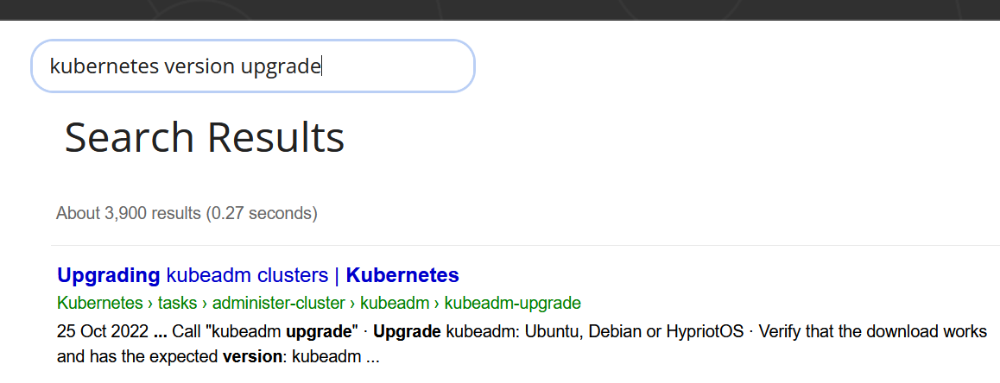 kubernetes version upgrade
Search Results
About 3,900 results (0.27 seconds)
Upgrading kubeadm clusters | Kubernetes
Kubernetes › tasks › administer-cluster › kubeadm › kubeadm-upgrade
25 Oct 2022 ... Call "kubeadm upgrade" · Upgrade kubeadm: Ubuntu, Debian or HypriotOS · Verify that the download works
and has the expected version: kubeadm ...